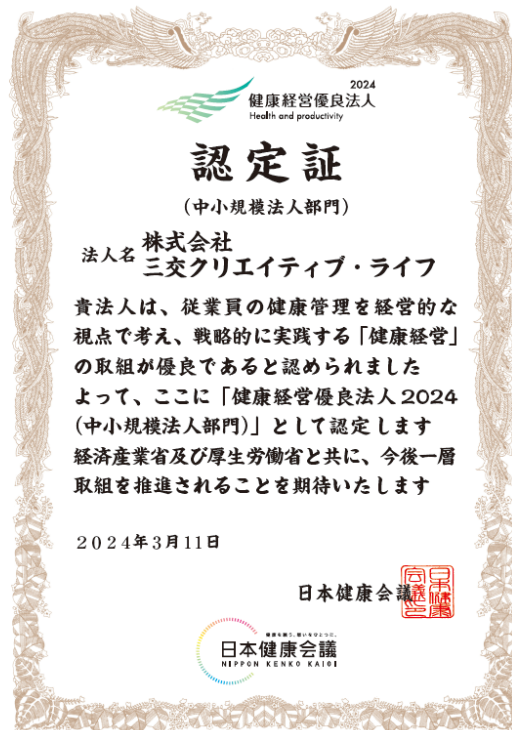 2024
健康経営優良法人
Health and productivity
認定証
(中小規模法人部門)
法人名 株式会社
三交クリエイティブ・ライフ
貴法人は、従業員の健康管理を経営的な
視点で考え、戦略的に実践する「健康経営」
の取組が優良であると認められました
よって、ここに「健康経営優良法人2024
(中小規模法人部門)」として認定します
経済産業省及び厚生労働省と共に、今後一層
取組を推進されることを期待いたします
2024年3月11日
日本健康会議
日本健康
会議之印
日本健康会議
NIPPON KENKO KAIGI